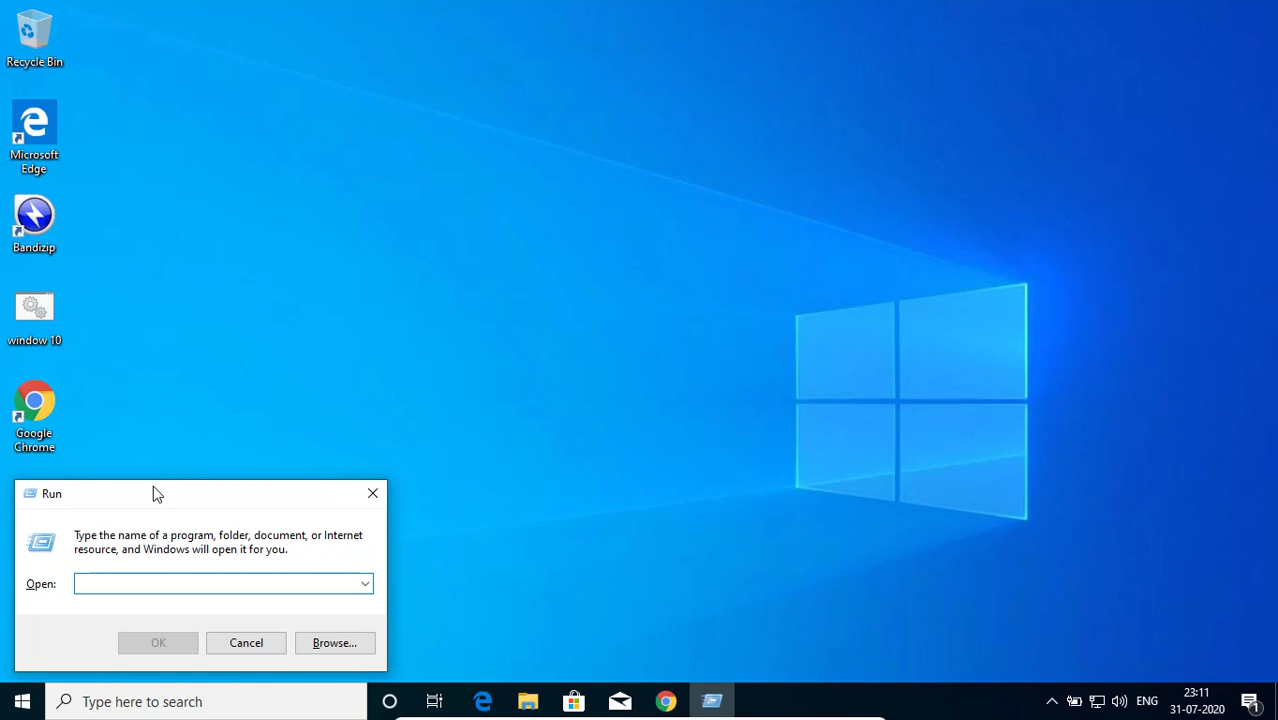 Recycle Bin
Microsoft
Edge
Bandizip
window 10
Google
Chrome
Run
Type the name of a program, folder, document, or Internet
resource, and Windows will open it for you.
Open:
OK Cancel Browse...
Type here to search
ENG
23:11
31-07-2020
1